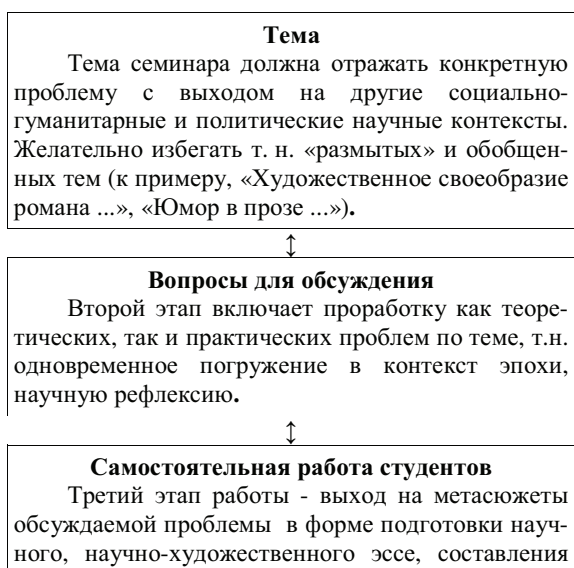 Тема
Тема семинара должна отражать конкретную
проблему с выходом на другие социально-
гуманитарные и политические научные контексты.
Желательно избегать т. н. «размытых» и обобщен-
ных тем (к примеру, «Художественное своеобразие
романа ...», «Юмор в прозе ...»).
↕
Вопросы для обсуждения
Второй этап включает проработку как теоре-
тических, так и практических проблем по теме, т.н.
одновременное погружение в контекст эпохи,
научную рефлексию.
↕
Самостоятельная работа студентов
Третий этап работы - выход на метасюжеты
обсуждаемой проблемы в форме подготовки науч-
ного, научно-художественного эссе, составления